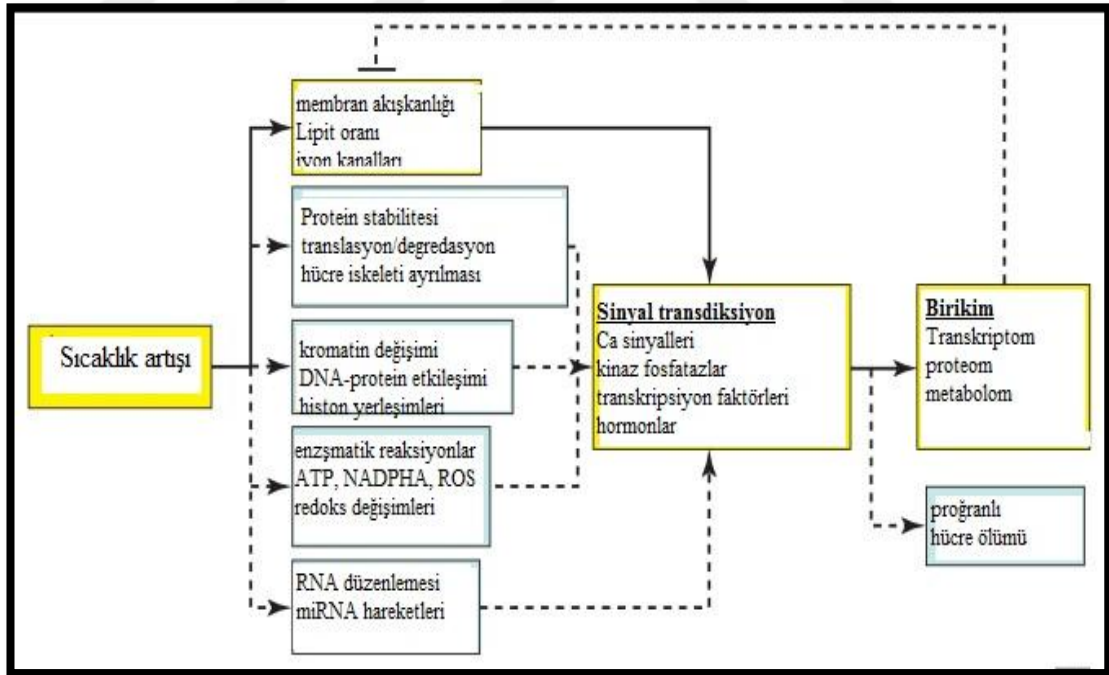 membran akışkanlığı
Lipit oranı
iyon kanalları
Protein stabilitesi
translasyon/degredasyon
hücre iskeleti ayrılması
Sıcaklık artışı
kromatin değişimi
DNA-protein etkileşimi
histon yerleşimleri
enzşmatik reaksiyonlar
ATP, NADPHA, ROS
redoks değişimleri
RNA düzenlemesi
miRNA hareketleri
Sinyal transdiksiyon
Ca sinyalleri
kinaz fosfatazlar
transkripsiyon faktörleri
hormonlar
Birikim
Transkriptom
proteom
metabolom
proğranlı
hücre ölümü